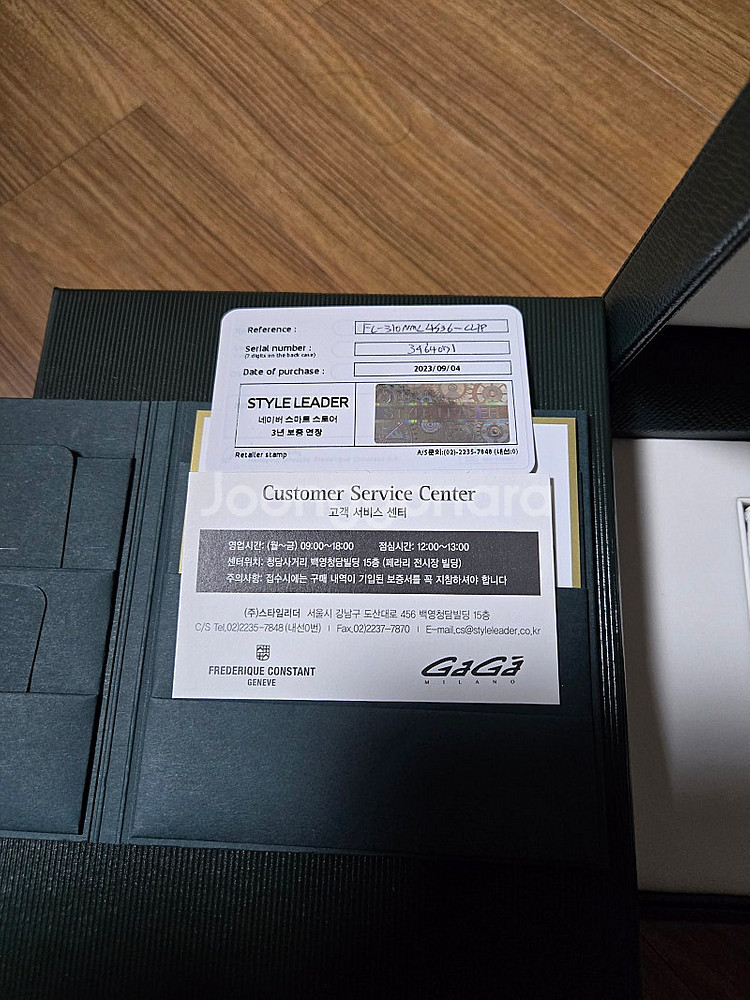 Reference :
Serial number :
3464071
(7 digits on the back case)
Date of purchase :
2023/09/04
STYLE LEADER
네이버 스마트 스토어
3년 보증 연장
STYLE LEADER
Retailer stamp
A/S문의:(02)-2235-7848 (내선:0)
Joonggonara
Customer Service Center
고객 서비스 센터
영업시간: (월~금) 09:00~18:00 점심시간: 12:00~13:00
센터위치: 청담사거리 백영청담빌딩 15층 (페라리 전시장 빌딩)
주의사항: 접수시에는 구매 내역이 기입된 보증서를 꼭 지참하셔야 합니다
(주)스타일리더 서울시 강남구 도산대로 456 백영청담빌딩 15층
C/S Tel.02)2235-7848 (내선0번) | Fax.02)2237-7870 | E-mail.cs@styleleader.co.kr
FREDERIQUE CONSTANT
GENEVE
GaGà
MILANO